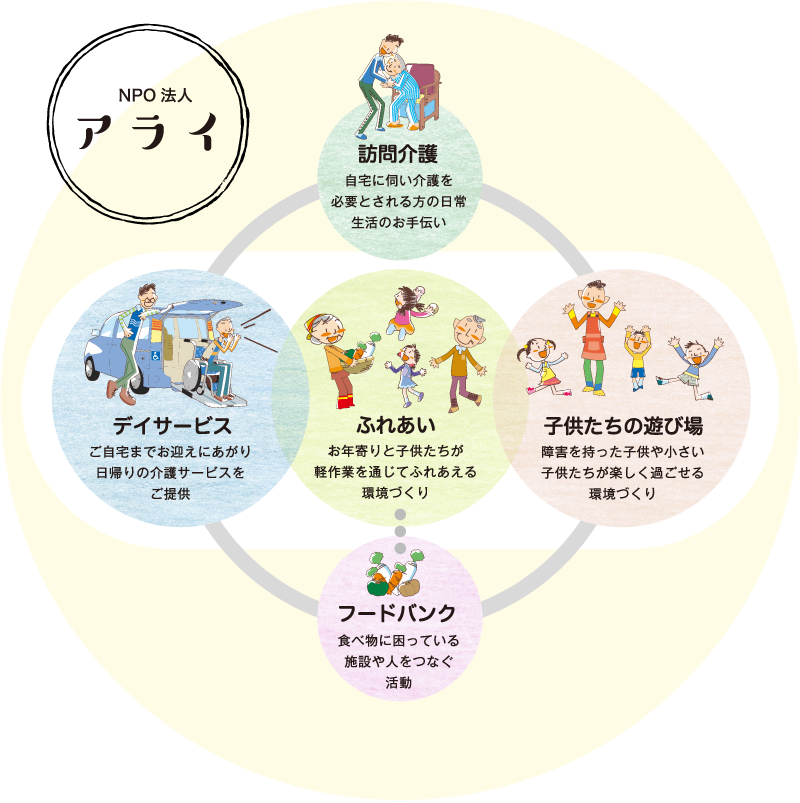 NPO 法人
アライ
訪問介護
自宅に伺い介護を
必要とされる方の日常
生活のお手伝い
デイサービス
ご自宅までお迎えにあがり
日帰りの介護サービスを
ご提供
ふれあい
お年寄りと子供たちが
軽作業を通じてふれあえる
環境づくり
子供たちの遊び場
障害を持った子供や小さい
子供たちが楽しく過ごせる
環境づくり
フードバンク
食べ物に困っている
施設や人をつなぐ
活動